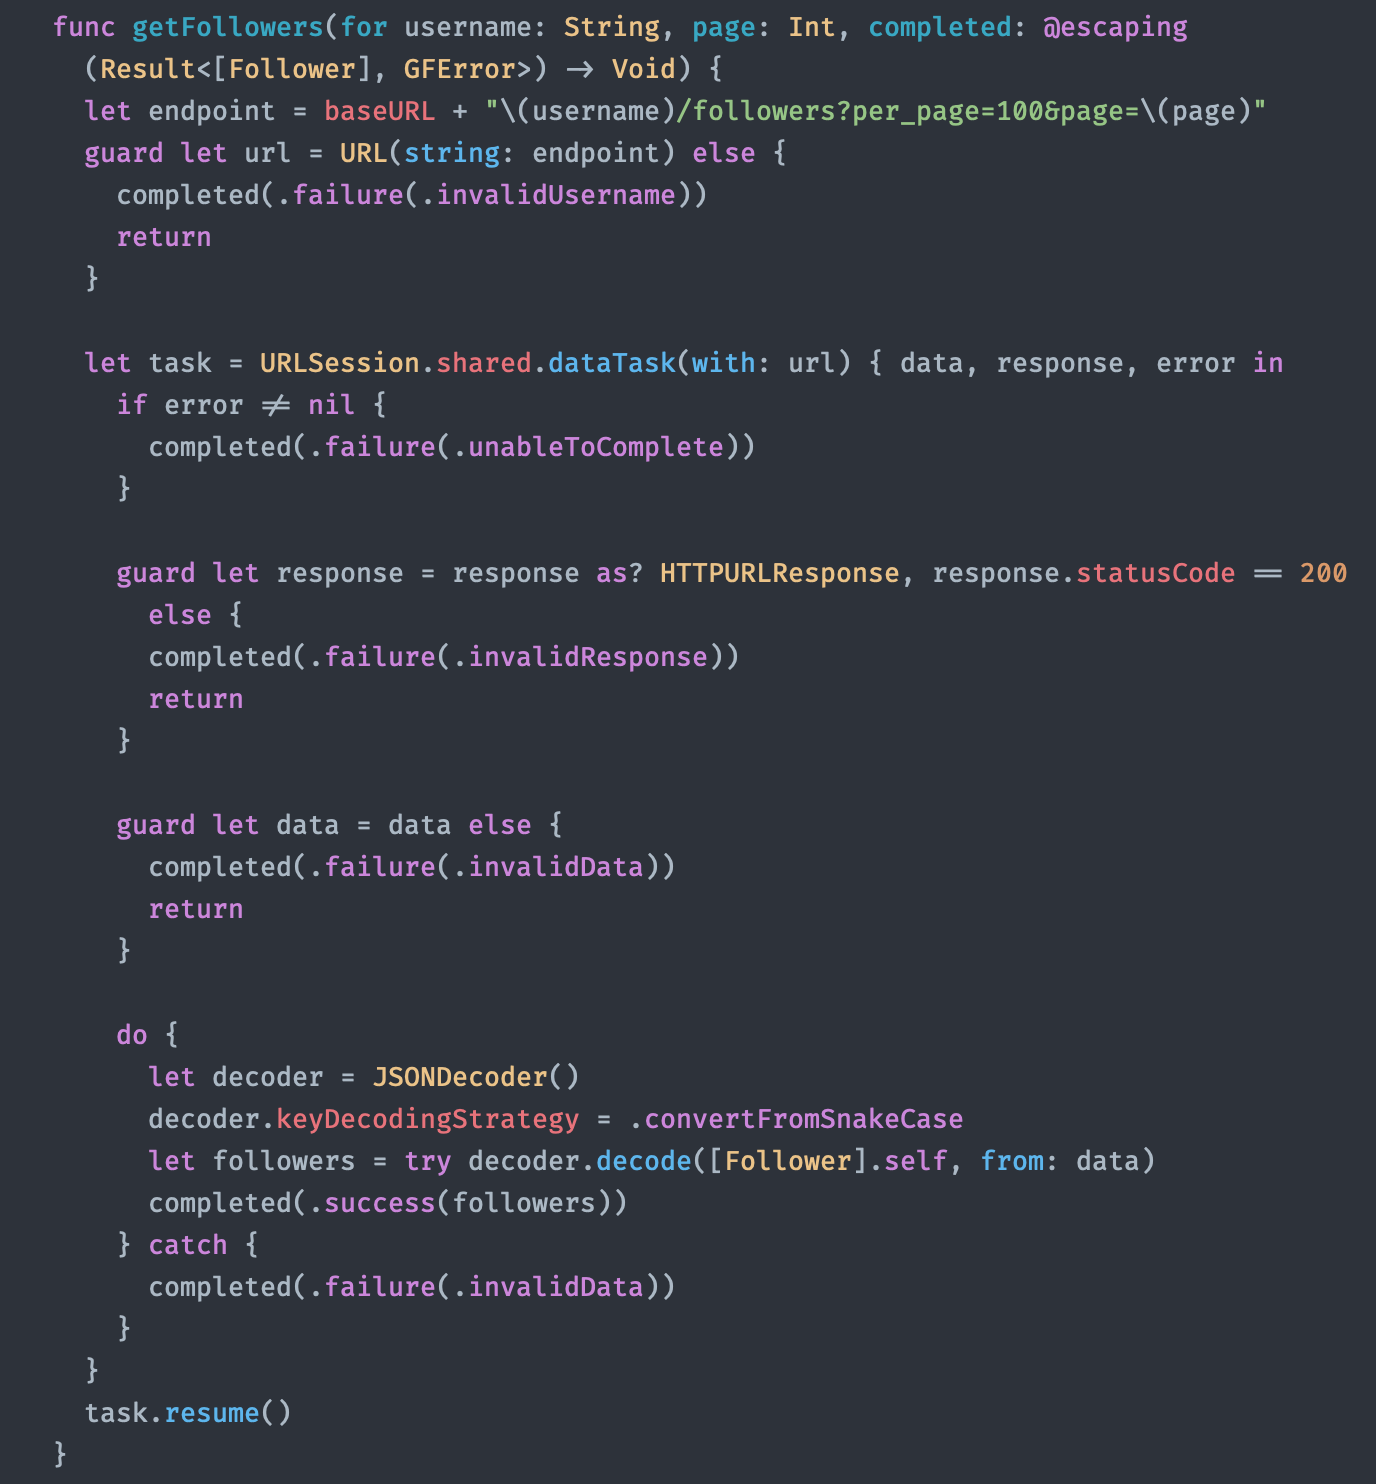 func getFollowers(for username: String, page: Int, completed: @escaping
(Result<[Follower], GFError>) -> Void) {
let endpoint = baseURL + "\(username)/followers?per_page=100&page=\(page)"
guard let url = URL(string: endpoint) else {
completed(.failure(.invalidUsername))
return
}
let task = URLSession.shared.dataTask(with: url) { data, response, error in
if error != nil {
completed(.failure(.unableToComplete))
}
guard let response = response as? HTTPURLResponse, response.statusCode == 200
else {
completed(.failure(.invalidResponse))
return
}
guard let data = data else {
completed(.failure(.invalidData))
return
}
do {
let decoder = JSONDecoder()
decoder.keyDecodingStrategy = .convertFromSnakeCase
let followers = try decoder.decode([Follower].self, from: data)
completed(.success(followers))
} catch {
completed(.failure(.invalidData))
}
}
task.resume()
}